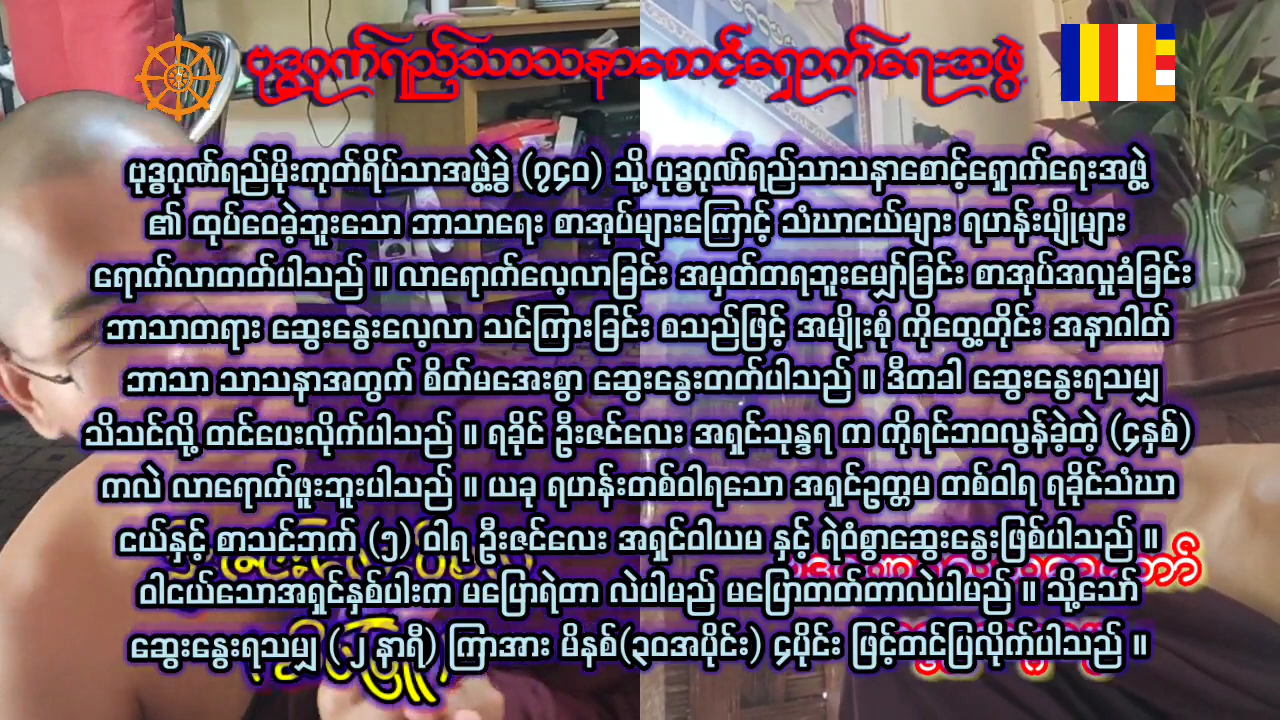 ဗုဒ္ဓဂုဏ်ရည်သာသနာစောင့်ရှောက်ရေးအဖွဲ့
ဗုဒ္ဓဂုဏ်ရည်မိုးကုတ်ရိပ်သာအဖွဲ့ခွဲ (၇၄၀) သို့ ဗုဒ္ဓဂုဏ်ရည်သာသနာစောင့်ရှောက်ရေးအဖွဲ့
၏ ထုပ်ဝေခဲ့ဘူးသော ဘာသာရေး စာအုပ်များကြောင့် သံဃာငယ်များ ရဟန်းပျိုများ
ရောက်လာတတ်ပါသည် ။ လာရောက်လေ့လာခြင်း အမှတ်တရဘူးမျှော်ခြင်း စာအုပ်အလှူခံခြင်း
ဘာသာတရား ဆွေးနွေးလေ့လာ သင်ကြားခြင်း စသည်ဖြင့် အမျိုးစုံ ကိုတွေ့တိုင်း အနာဂါတ်
ဘာသာ သာသနာအတွက် စိတ်မအေးစွာ ဆွေးနွေးတတ်ပါသည် ။ ဒီတခါ ဆွေးနွေးရသမျှ
သိသင်လို့ တင်ပေးလိုက်ပါသည် ။ ရခိုင် ဦးဇင်လေး အရှင်သုန္ဒရ က ကိုရင်ဘဝလွန်ခဲ့တဲ့ (၄နှစ်)
ကလဲ လာရောက်ဖူးဘူးပါသည် ။ ယခု ရဟန်းတစ်ဝါရသော အရှင်ဥတ္တမ တစ်ဝါရ ရခိုင်သံဃာ
ငယ်နှင့် စာသင်ဘက် (၅) ဝါရ ဦးဇင်လေး အရှင်ဝါယမ နှင့် ရဲဝံစွာဆွေးနွေးဖြစ်ပါသည် ။
ဝါငယ်သောအရှင်နှစ်ပါးက မပြောရဲတာ လဲပါမည် မပြောတတ်တာလဲပါမည် ။ သို့သော်
ဆွေးနွေးရသမျှ ( ၂ နာရီ) ကြာအား မိနစ်(၃၀အပိုင်း) ၄ပိုင်း ဖြင့်တင်ပြလိုက်ပါသည် ။